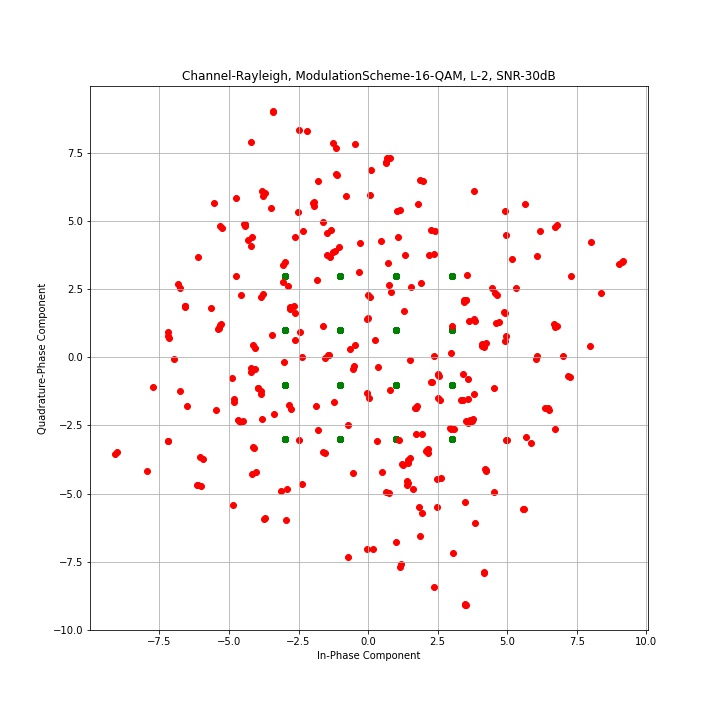 Channel-Rayleigh, ModulationScheme-16-QAM, L-2, SNR-30dB
Quadrature-Phase Component
7.5
5.0
2.5
0.0
−2.5
−5.0
−7.5
−10.0
−7.5 −5.0 −2.5 0.0 2.5 5.0 7.5 10.0
In-Phase Component